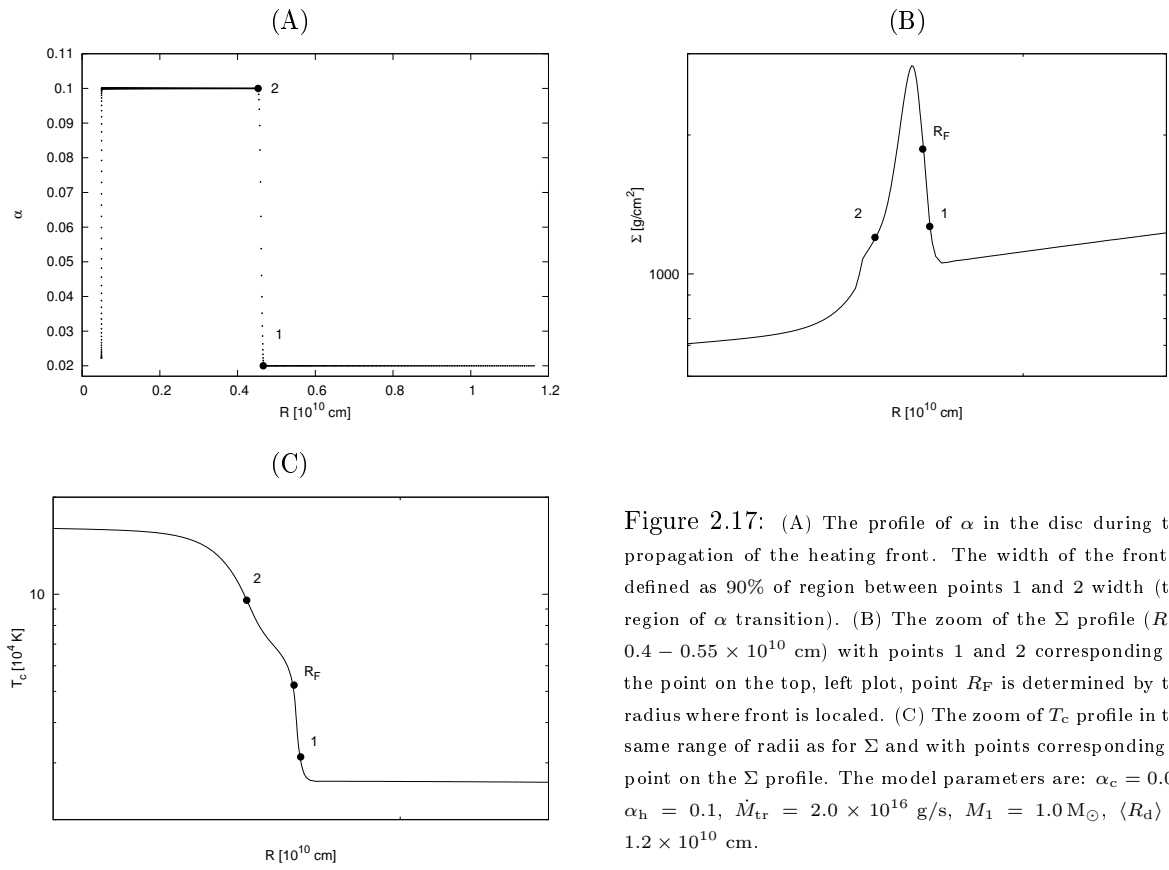 (A)
0.11
0.1
0.09
0.08
0.07
0.06
0.05
0.04
0.03
0.02
α
2
1
0 0.2 0.4 0.6 0.8 1 1.2
R [10^10 cm]
(B)
Σ [g/cm^2]
1000
R_F
2
1
R [10^10 cm]
(C)
T_c [10^4 K]
10
2
R_F
1
R [10^10 cm]
Figure 2.17: (A) The profile of α in the disc during t
propagation of the heating front. The width of the front
defined as 90% of region between points 1 and 2 width (t
region of α transition). (B) The zoom of the Σ profile (R
0.4 − 0.55 × 10^10 cm) with points 1 and 2 corresponding
the point on the top, left plot, point R_F is determined by t
radius where front is localed. (C) The zoom of T_c profile in t
same range of radii as for Σ and with points corresponding
point on the Σ profile. The model parameters are: α_c = 0.0
α_h = 0.1, Ṁ_tr = 2.0 × 10^16 g/s, M_1 = 1.0 M_⊙, ⟨R_d⟩
1.2 × 10^10 cm.